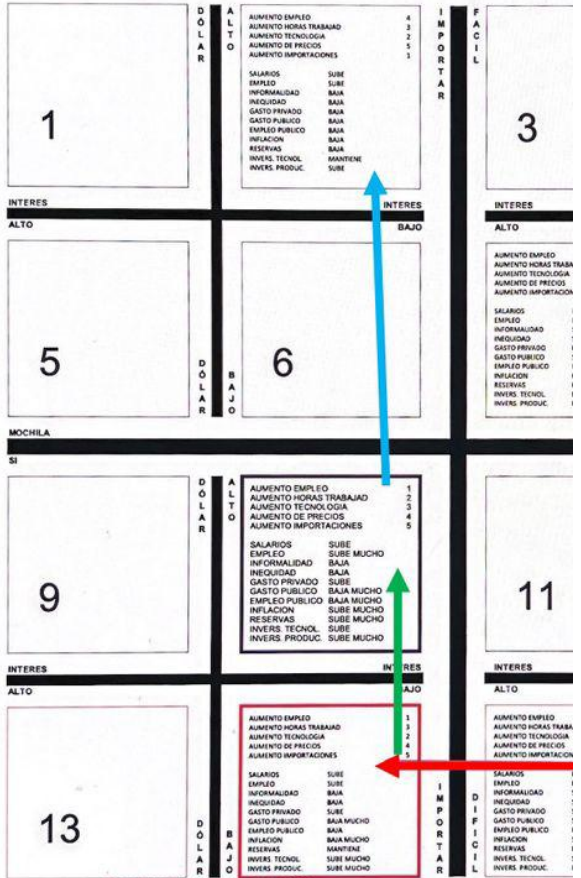 1
DÓLAR
ALTO
AUMENTO EMPLEO 4
AUMENTO HORAS TRABAJAD 3
AUMENTO TECNOLOGIA 2
AUMENTO DE PRECIOS 5
AUMENTO IMPORTACIONES 1
SALARIOS SUBE
EMPLEO SUBE
INFORMALIDAD BAJA
INEQUIDAD BAJA
GASTO PRIVADO BAJA
GASTO PUBLICO BAJA
EMPLEO PUBLICO BAJA
INFLACION BAJA
RESERVAS BAJA
INVERS. TECNOL. MANTIENE
INVERS. PRODUC. SUBE
IMPORTAR
FACIL
3
INTERES
INTERES
INTERES
ALTO
BAJO
ALTO
5
DÓLAR
BAJO
6
AUMENTO EMPLEO
AUMENTO HORAS TRABA
AUMENTO TECNOLOGIA
AUMENTO DE PRECIOS
AUMENTO IMPORTACION
SALARIOS
EMPLEO
INFORMALIDAD
INEQUIDAD
GASTO PRIVADO
GASTO PUBLICO
EMPLEO PUBLICO
INFLACION
RESERVAS
INVERS. TECNOL.
INVERS. PRODUC.
MOCHILA
SI
9
DÓLAR
ALTO
AUMENTO EMPLEO 1
AUMENTO HORAS TRABAJAD 2
AUMENTO TECNOLOGIA 3
AUMENTO DE PRECIOS 4
AUMENTO IMPORTACIONES 5
SALARIOS SUBE
EMPLEO SUBE MUCHO
INFORMALIDAD BAJA
INEQUIDAD BAJA
GASTO PRIVADO SUBE
GASTO PUBLICO BAJA MUCHO
EMPLEO PUBLICO BAJA MUCHO
INFLACION SUBE MUCHO
RESERVAS SUBE MUCHO
INVERS. TECNOL. SUBE
INVERS. PRODUC. SUBE MUCHO
11
INTERES
INTERES
ALTO
BAJO
ALTO
13
DÓLAR
BAJO
AUMENTO EMPLEO 1
AUMENTO HORAS TRABAJAD 3
AUMENTO TECNOLOGIA 2
AUMENTO DE PRECIOS 4
AUMENTO IMPORTACIONES 5
SALARIOS SUBE
EMPLEO SUBE
INFORMALIDAD BAJA
INEQUIDAD BAJA
GASTO PRIVADO SUBE
GASTO PUBLICO BAJA MUCHO
EMPLEO PUBLICO BAJA
INFLACION BAJA MUCHO
RESERVAS MANTIENE
INVERS. TECNOL. SUBE MUCHO
INVERS. PRODUC. SUBE MUCHO
IMPORTAR
DIFICIL
AUMENTO EMPLEO
AUMENTO HORAS TRABA
AUMENTO TECNOLOGIA
AUMENTO DE PRECIOS
AUMENTO IMPORTACION
SALARIOS
EMPLEO
INFORMALIDAD
INEQUIDAD
GASTO PRIVADO
GASTO PUBLICO
EMPLEO PUBLICO
INFLACION
RESERVAS
INVERS. TECNOL.
INVERS. PRODUC.